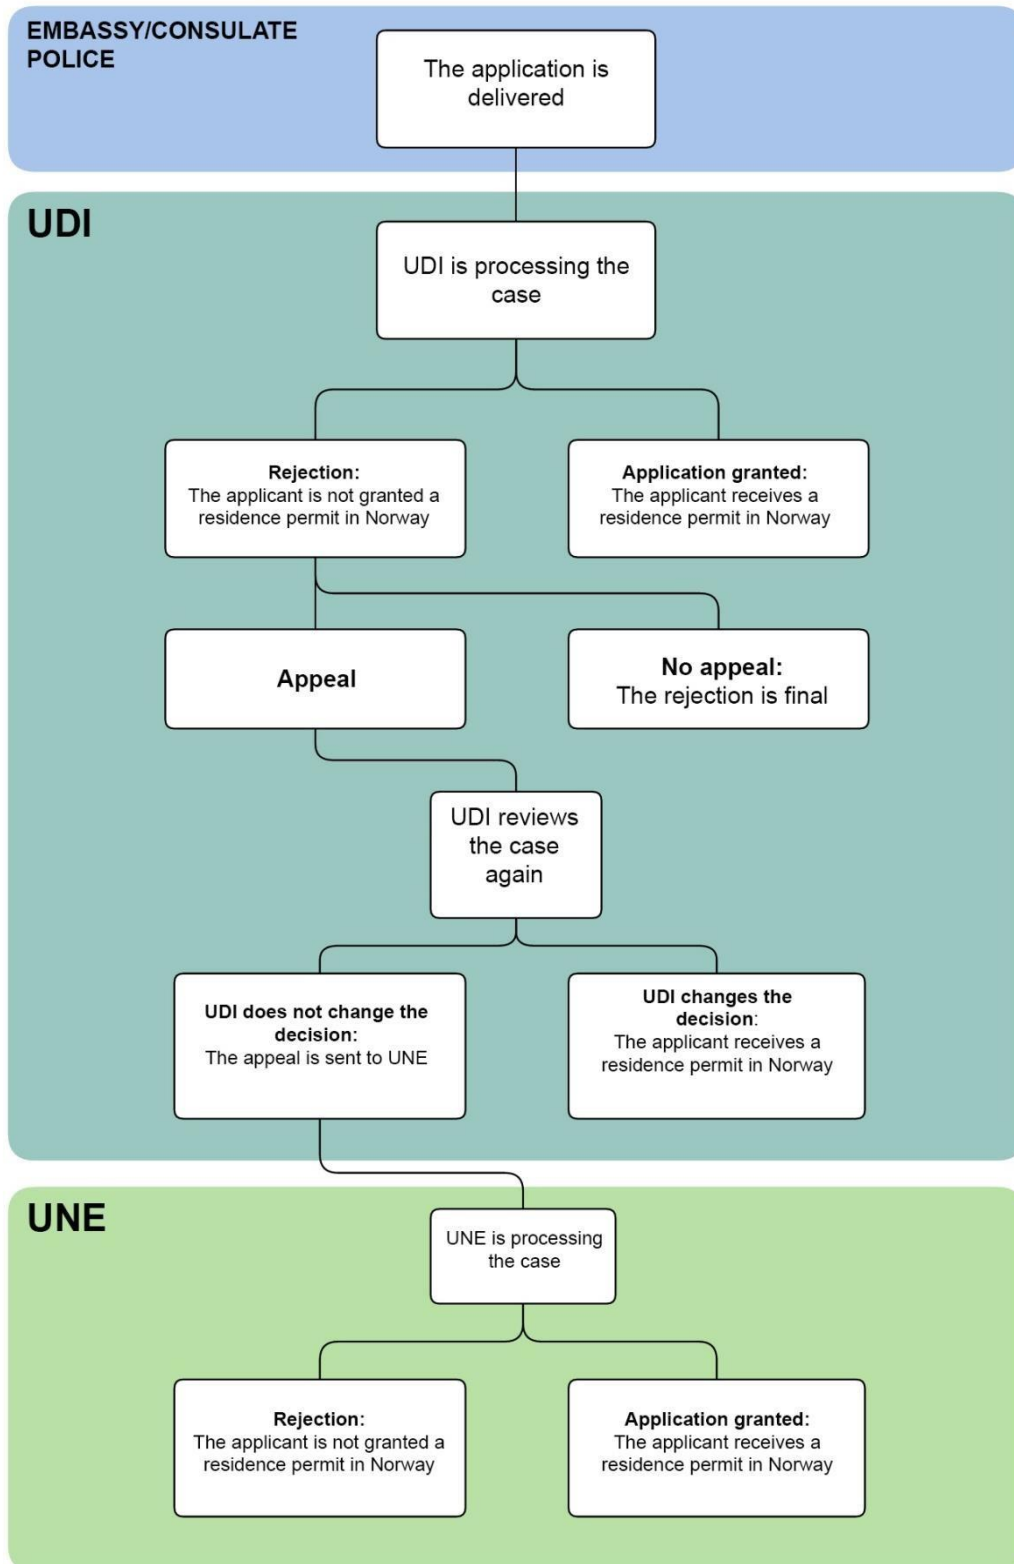 EMBASSY/CONSULATE
POLICE
The application is
delivered
UDI
UDI is processing the
case
Rejection:
The applicant is not granted a
residence permit in Norway
Application granted:
The applicant receives a
residence permit in Norway
Appeal
No appeal:
The rejection is final
UDI reviews
the case
again
UDI does not change the
decision:
The appeal is sent to UNE
UDI changes the
decision:
The applicant receives a
residence permit in Norway
UNE
UNE is processing
the case
Rejection:
The applicant is not granted a
residence permit in Norway
Application granted:
The applicant receives a
residence permit in Norway